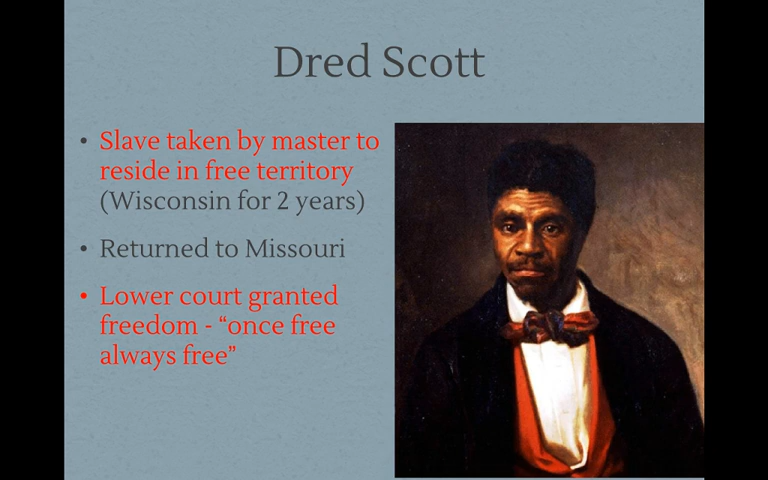 Dred Scott
• Slave taken by master to
reside in free territory
(Wisconsin for 2 years)
• Returned to Missouri
• Lower court granted
freedom - “once free
always free”